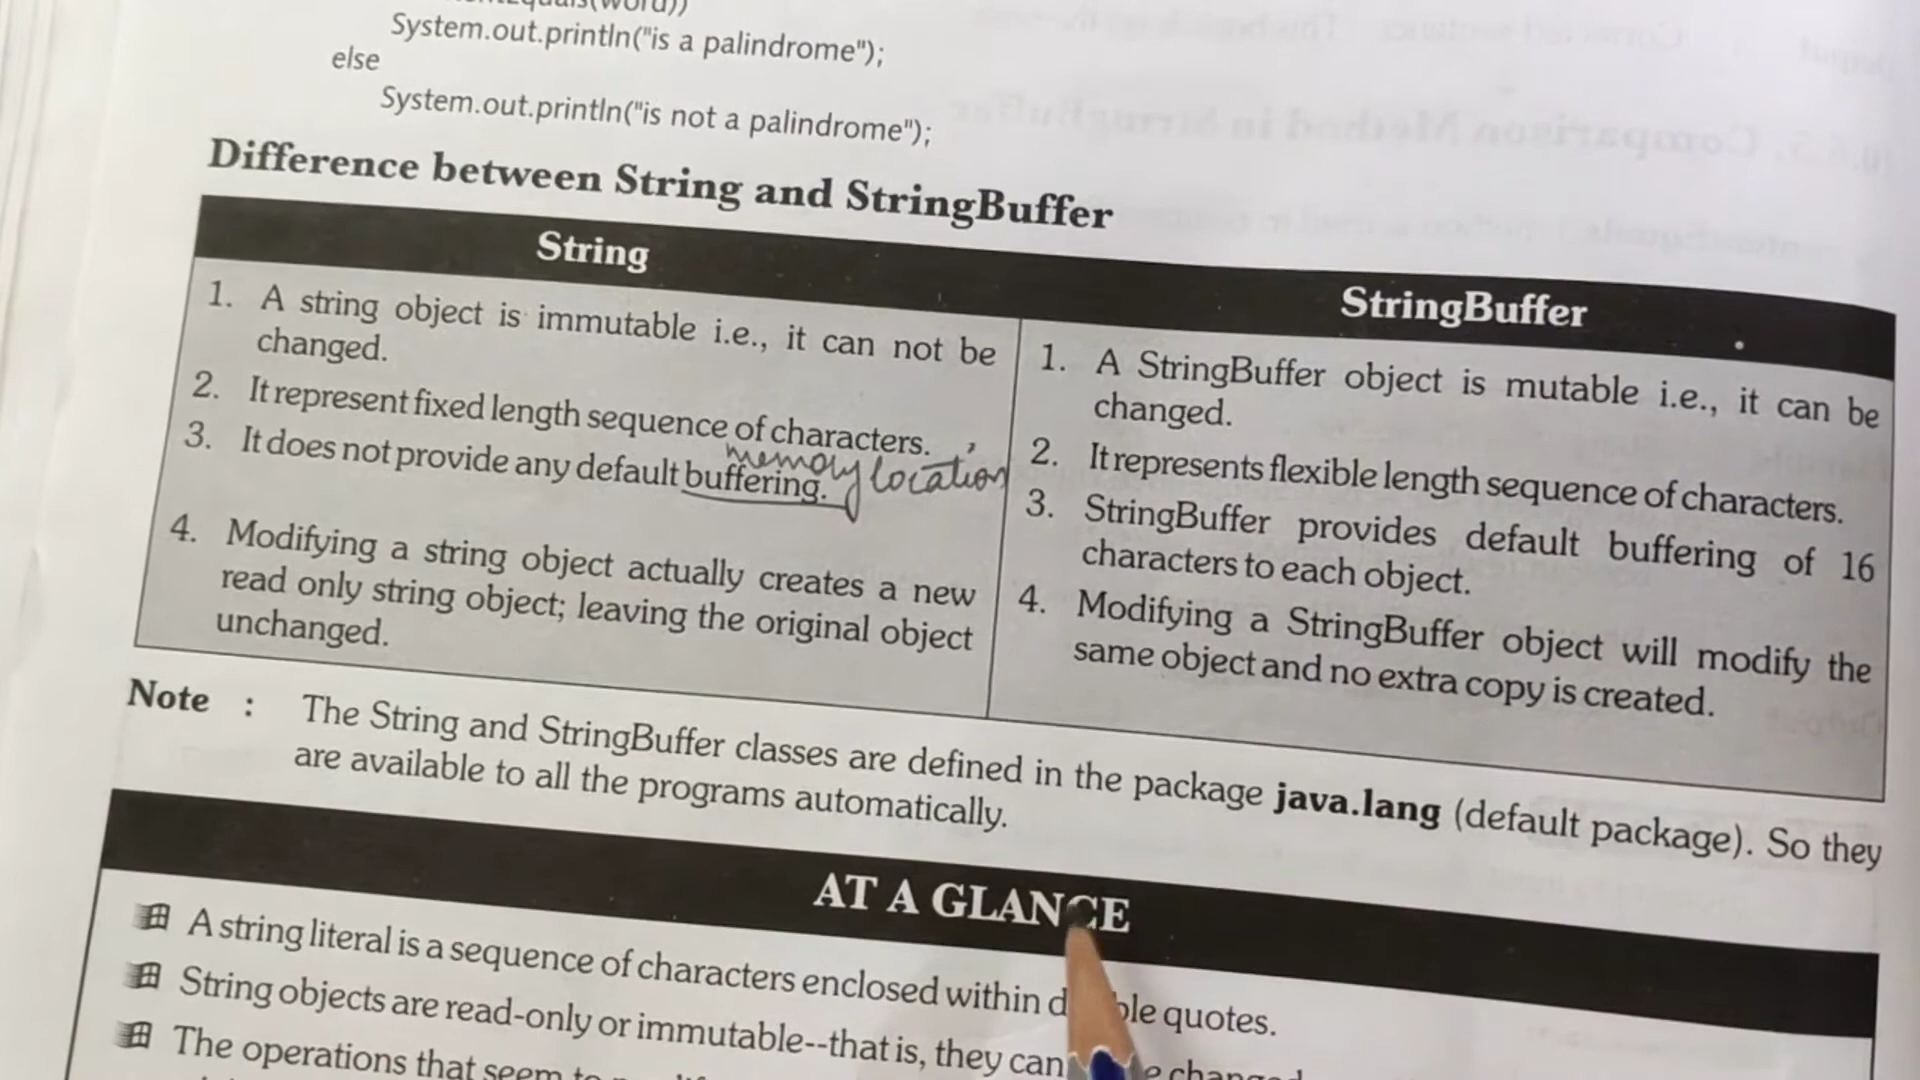 System.out.println("is a palindrome");
else
System.out.println("is not a palindrome");
Difference between String and StringBuffer
String
1. A string object is immutable i.e., it can not be
changed.
2. It represent fixed length sequence of characters.
3. It does not provide any default buffering.
memory location
4. Modifying a string object actually creates a new
read only string object; leaving the original object
unchanged.
StringBuffer
1. A StringBuffer object is mutable i.e., it can be
changed.
2. It represents flexible length sequence of characters.
3. StringBuffer provides default buffering of 16
characters to each object.
4. Modifying a StringBuffer object will modify the
same object and no extra copy is created.
Note : The String and StringBuffer classes are defined in the package java.lang (default package). So they
are available to all the programs automatically.
AT A GLANCE
A string literal is a sequence of characters enclosed within double quotes.
String objects are read-only or immutable--that is, they can
The operations that seem to